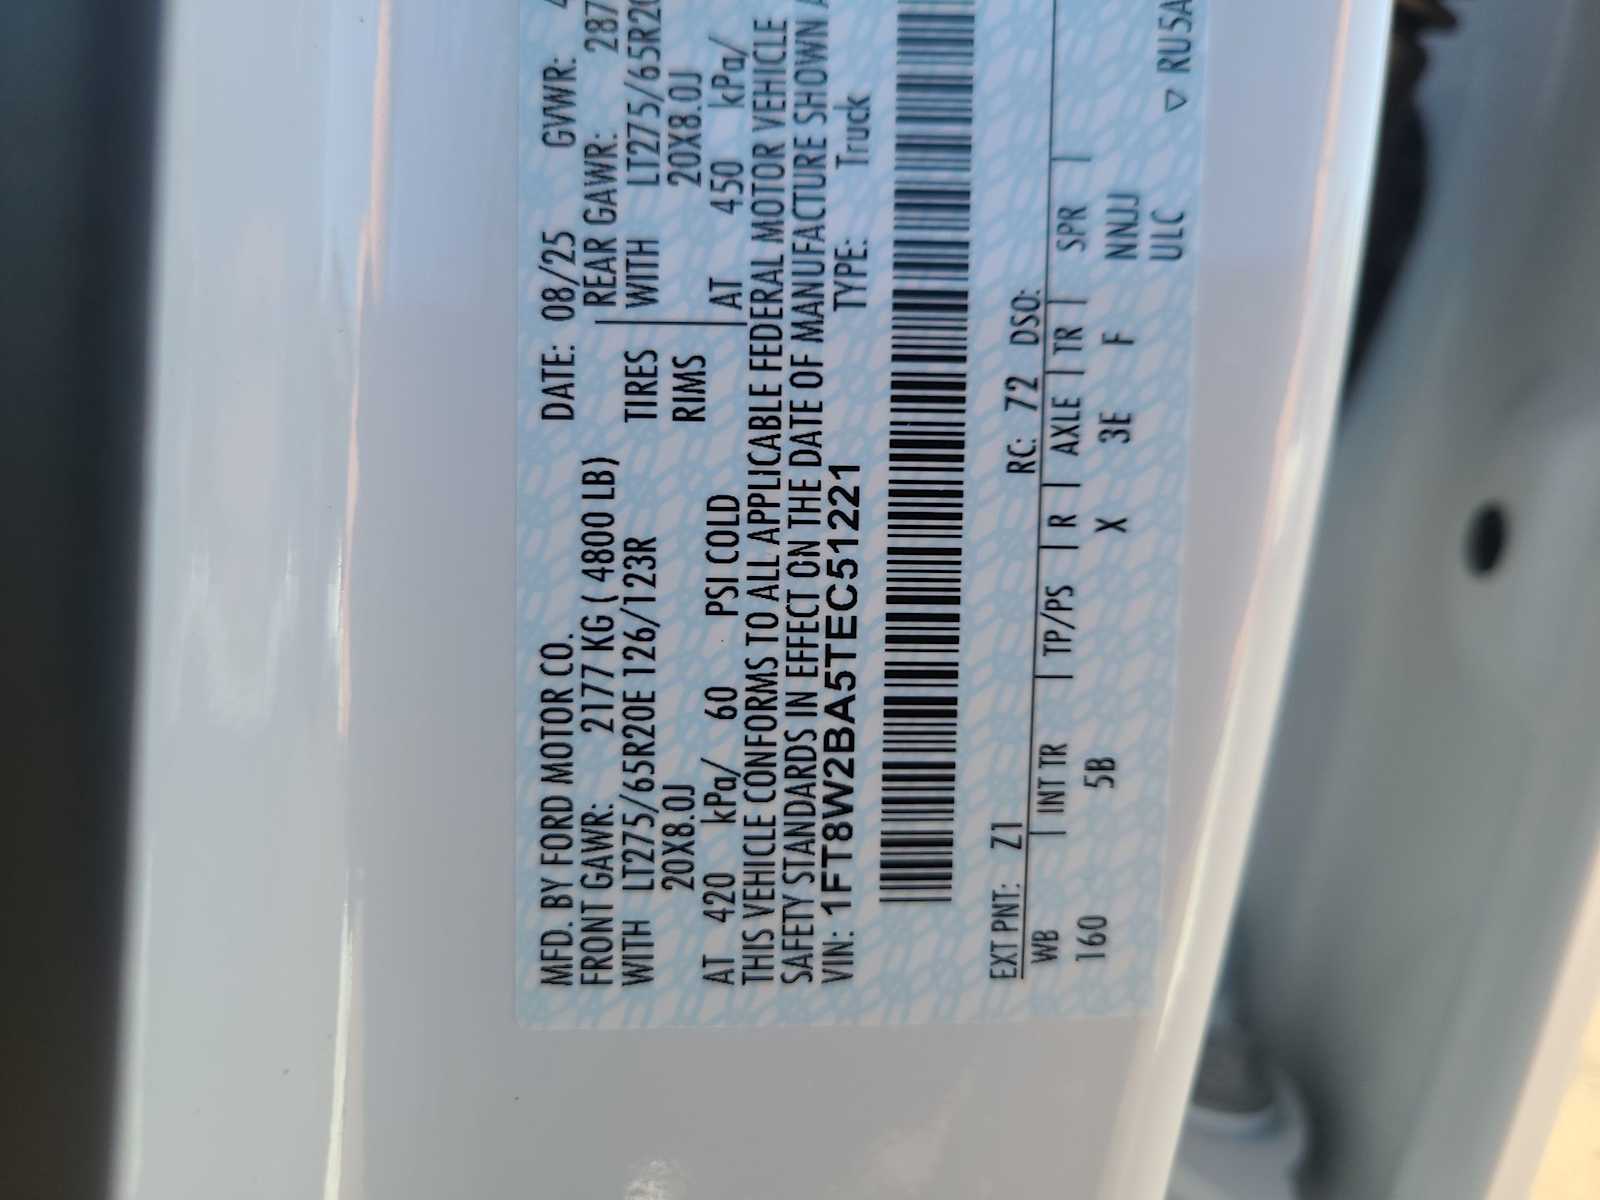 MFD. BY FORD MOTOR CO. DATE: 08/25 GVWR:
FRONT GAWR: 2177 KG ( 4800 LB) REAR GAWR: 287
WITH LT275/65R20E 126/123R TIRES WITH LT275/65R20
20X8.0J RIMS 20X8.0J
AT 420 kPa/ 60 PSI COLD AT 450 kPa/
THIS VEHICLE CONFORMS TO ALL APPLICABLE FEDERAL MOTOR VEHICLE
SAFETY STANDARDS IN EFFECT ON THE DATE OF MANUFACTURE SHOWN
VIN: 1FT8W2BA5TEC51221 TYPE: Truck
EXT PNT: Z1 RC: 72 DSO:
WB | INT TR | TP/PS | R | AXLE | TR | SPR |
160 5B X 3E F NNUJ
ULC
▽ RU5A